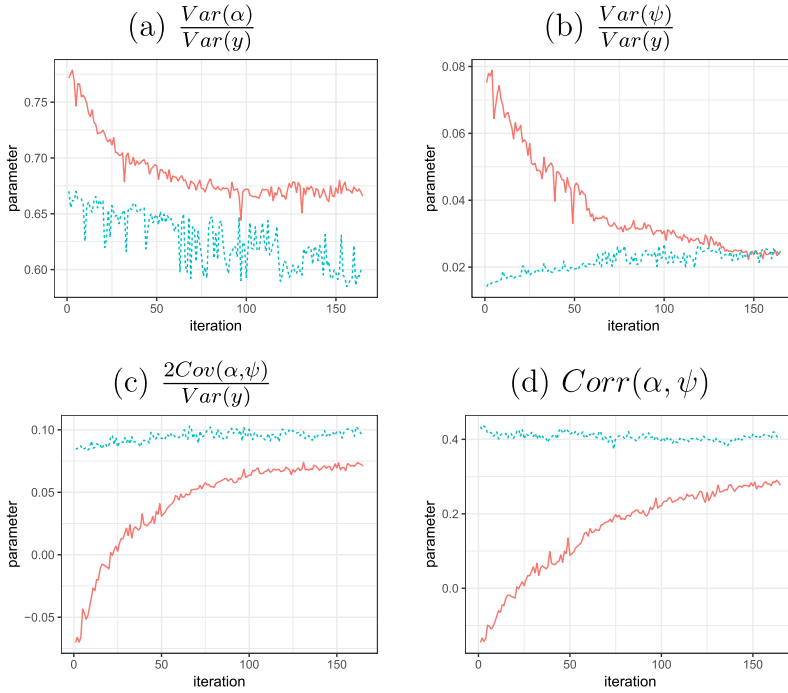 (a) Var(α)/Var(y)
(b) Var(ψ)/Var(y)
parameter
0.75
0.70
0.65
0.60
0
50
100
150
iteration
parameter
0.08
0.06
0.04
0.02
0
50
100
150
iteration
(c) 2Cov(α,ψ)/Var(y)
(d) Corr(α, ψ)
parameter
0.10
0.05
0.00
−0.05
0
50
100
150
iteration
parameter
0.4
0.2
0.0
0
50
100
150
iteration